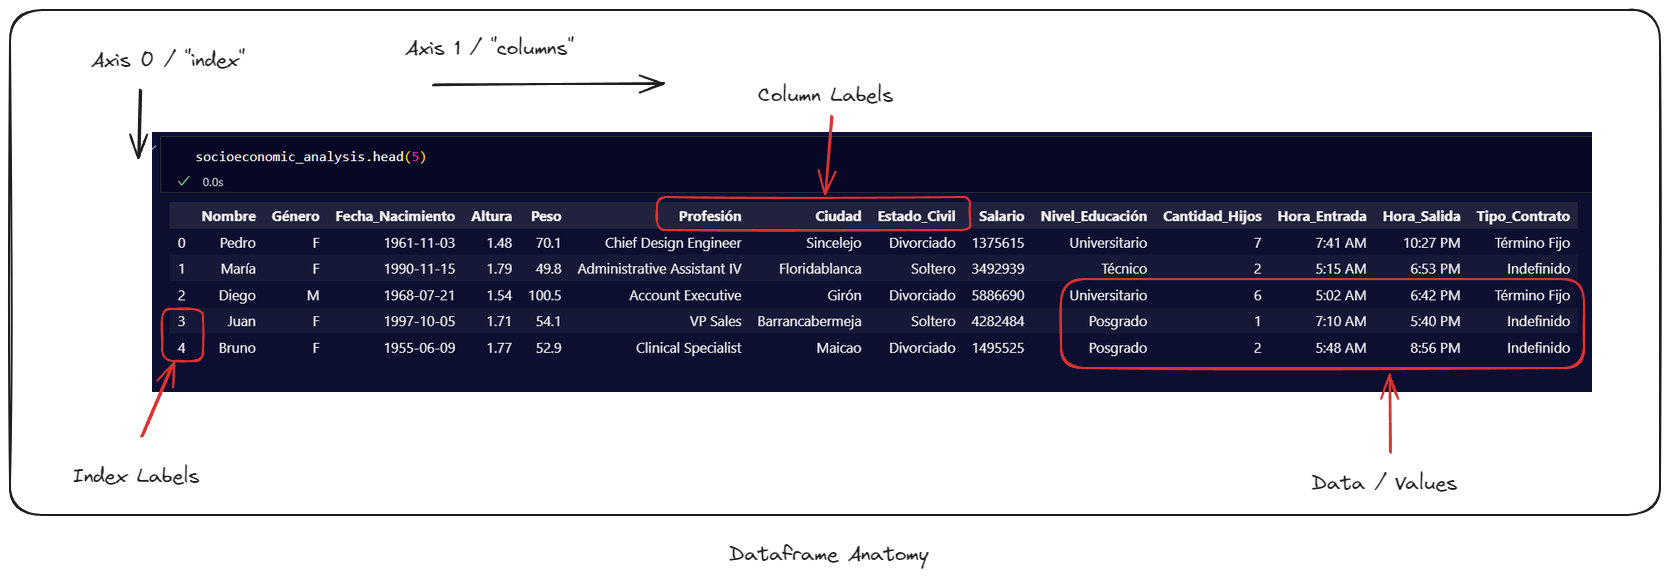 Axis 0 / "index"
Axis 1 / "columns"
Column Labels
socioeconomic_analysis.head(5)
0.0s
Nombre Género Fecha_Nacimiento Altura Peso Profesión Ciudad Estado_Civil Salario Nivel_Educación Cantidad_Hijos Hora_Entrada Hora_Salida Tipo_Contrato
0 Pedro F 1961-11-03 1.48 70.1 Chief Design Engineer Sincelejo Divorciado 1375615 Universitario 7 7:41 AM 10:27 PM Término Fijo
1 María F 1990-11-15 1.79 49.8 Administrative Assistant IV Floridablanca Soltero 3492939 Técnico 2 5:15 AM 6:53 PM Indefinido
2 Diego M 1968-07-21 1.54 100.5 Account Executive Girón Divorciado 5886690 Universitario 6 5:02 AM 6:42 PM Término Fijo
3 Juan F 1997-10-05 1.71 54.1 VP Sales Barrancabermeja Soltero 4282484 Posgrado 1 7:10 AM 5:40 PM Indefinido
4 Bruno F 1955-06-09 1.77 52.9 Clinical Specialist Maicao Divorciado 1495525 Posgrado 2 5:48 AM 8:56 PM Indefinido
Index Labels
Data / Values
Dataframe Anatomy